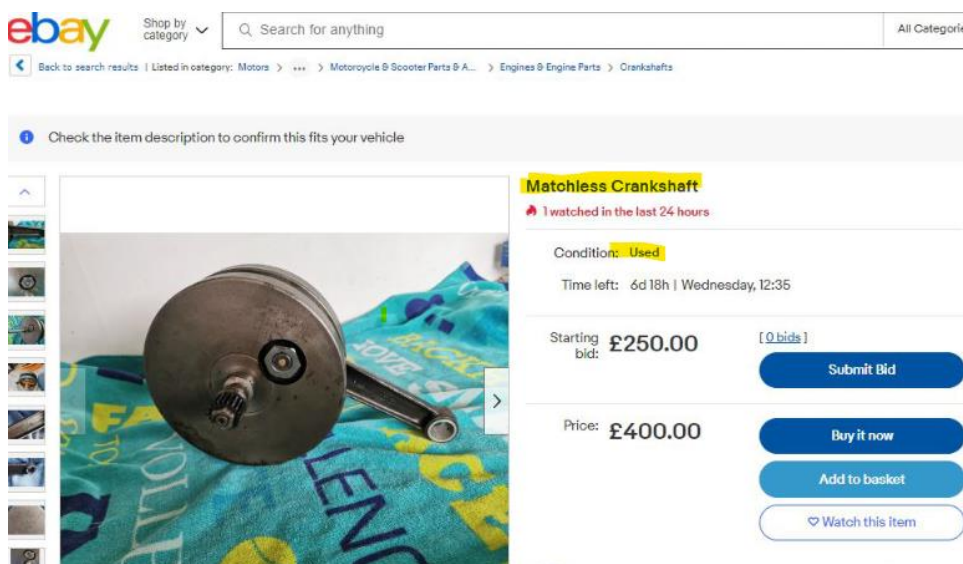 ebay
Shop by
category
Search for anything
All Categorie
Back to search results | Listed in category: Motors > ... > Motorcycle & Scooter Parts & A... > Engines & Engine Parts > Crankshafts
Check the item description to confirm this fits your vehicle
Matchless Crankshaft
1 watched in the last 24 hours
Condition: Used
Time left: 6d 18h | Wednesday, 12:35
Starting
bid: £250.00 [ 0 bids ]
Submit Bid
Price: £400.00
Buy it now
Add to basket
Watch this item
LENG